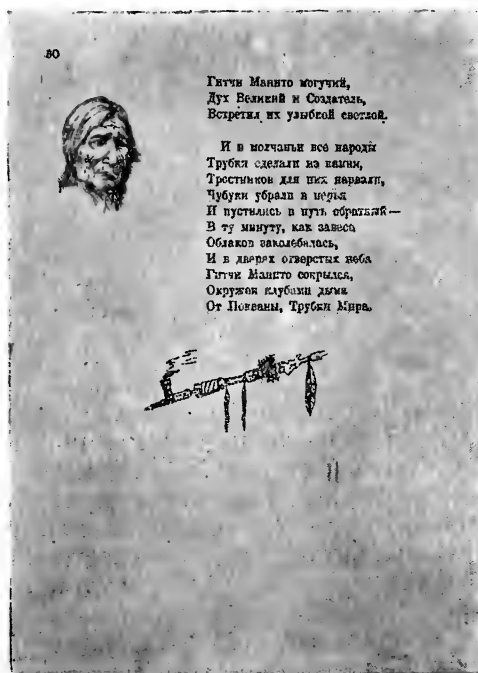 30
Гитчи Манито могучий,
Дух Великий и Создатель,
Встретил их улыбкой светлой.
И в молчаньи все народы
Трубки сделали из камня,
Тростников для них нарвали,
Чубуки убрали в перья
И пустились в путь обратный —
В ту минуту, как завеса
Облаков заколебалась,
И в дверях отверстых неба
Гитчи Манито сокрылся,
Окружен клубами дыма
От Покваны, Трубки Мира.